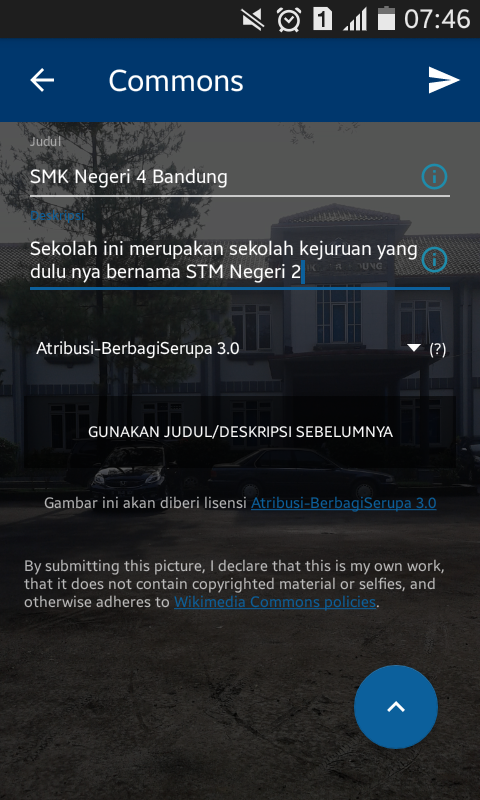 1 07:46
Commons
Judul
SMK Negeri 4 Bandung
Deskripsi
Sekolah ini merupakan sekolah kejuruan yang
dulu nya bernama STM Negeri 2
Atribusi-BerbagiSerupa 3.0 (?)
GUNAKAN JUDUL/DESKRIPSI SEBELUMNYA
Gambar ini akan diberi lisensi Atribusi-BerbagiSerupa 3.0
By submitting this picture, I declare that this is my own work,
that it does not contain copyrighted material or selfies, and
otherwise adheres to Wikimedia Commons policies.